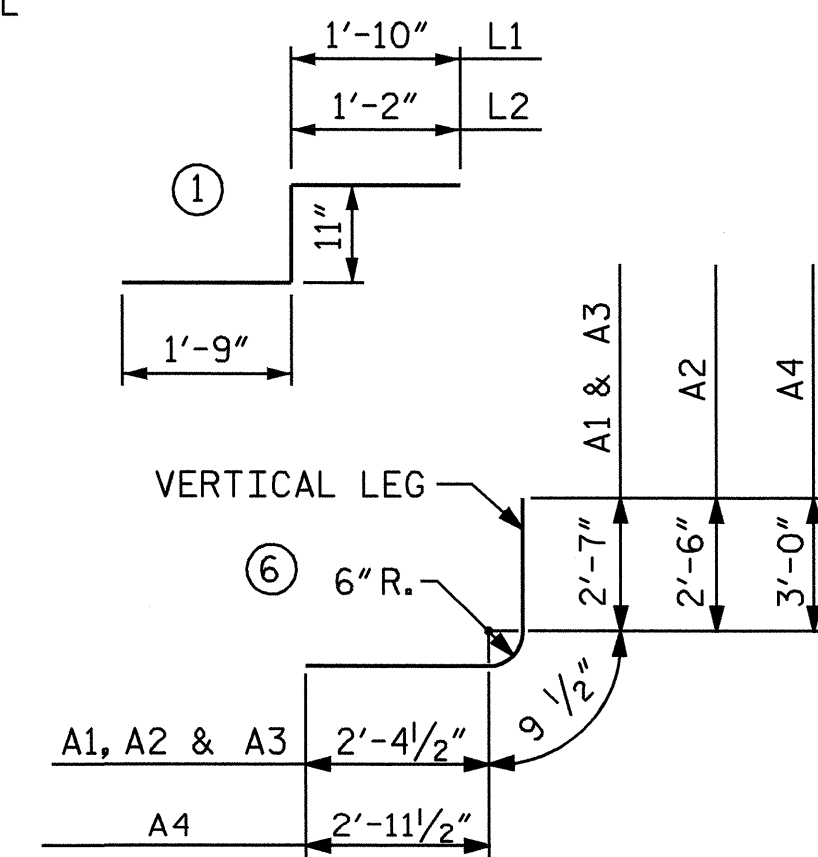 L
1'-10" L1
1'-2" L2
1
11"
1'-9"
A1 & A3
A2
A4
VERTICAL LEG
6
6" R.
2'-7"
2'-6"
3'-0"
9 1/2"
A1, A2 & A3 2'-4 1/2"
A4 2'-11 1/2"